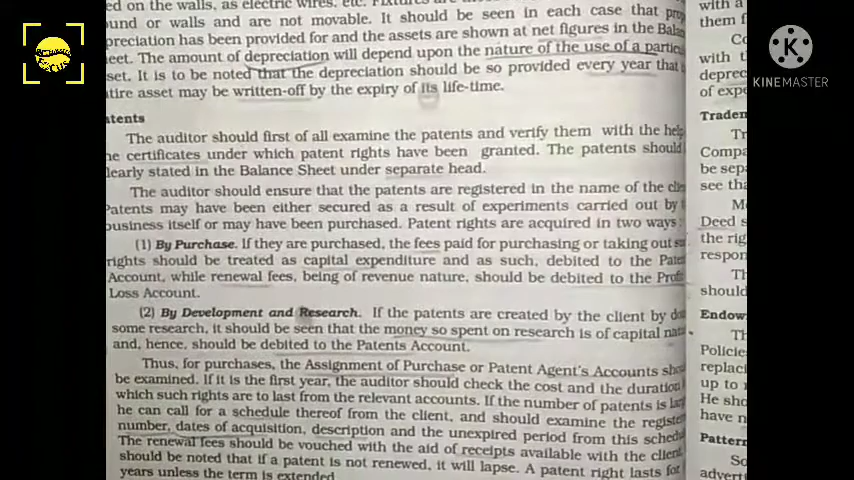 ed on the walls, as electric wires, etc. Fixtures are
ound or walls and are not movable. It should be seen in each case that
preciation has been provided for and the assets are shown at net figures in the
eet. The amount of depreciation will depend upon the nature of the use of a
set. It is to be noted that the depreciation should be so provided every year that
tire asset may be written-off by the expiry of its life-time.
atents
The auditor should first of all examine the patents and verify them with the help
he certificates under which patent rights have been granted. The patents should
learly stated in the Balance Sheet under separate head.
The auditor should ensure that the patents are registered in the name of the
Patents may have been either secured as a result of experiments carried out by
business itself or may have been purchased. Patent rights are acquired in two ways :
(1) By Purchase. If they are purchased, the fees paid for purchasing or taking out
rights should be treated as capital expenditure and as such, debited to the
Account, while renewal fees, being of revenue nature, should be debited to the Profit
Loss Account.
(2) By Development and Research. If the patents are created by the client by
some research, it should be seen that the money so spent on research is of capital
and, hence, should be debited to the Patents Account.
Thus, for purchases, the Assignment of Purchase or Patent Agent's Accounts
be examined. If it is the first year, the auditor should check the cost and the duration
which such rights are to last from the relevant accounts. If the number of patents is
he can call for a schedule thereof from the client, and should examine the
number, dates of acquisition, description and the unexpired period from this
The renewal fees should be vouched with the aid of receipts available with the client
should be noted that if a patent is not renewed, it will lapse. A patent right lasts for
years unless the term is extended
with a
them f
Co
with t
deprec
of expe
Tradem
Tr
Compa
be sepa
see tha
Deed s
the rig
respon
Th
should
Endow
Th
Policie
replaci
up to
He sho
have n
Pattern
So
advert
FOCUS
K
KINEMASTER